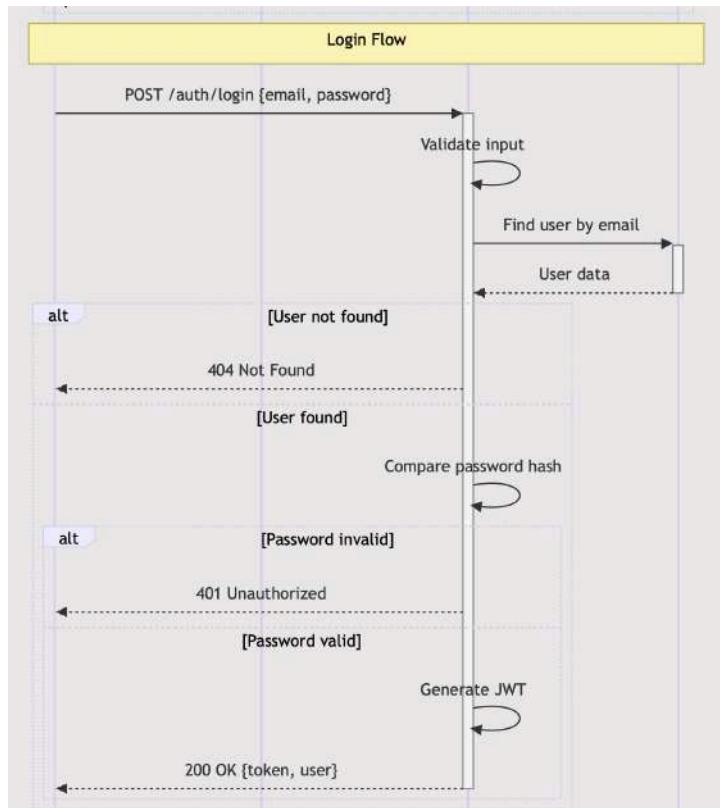 Login Flow
POST /auth/login {email, password}
Validate input
Find user by email
User data
alt [User not found]
404 Not Found
[User found]
Compare password hash
alt [Password invalid]
401 Unauthorized
[Password valid]
Generate JWT
200 OK {token, user}